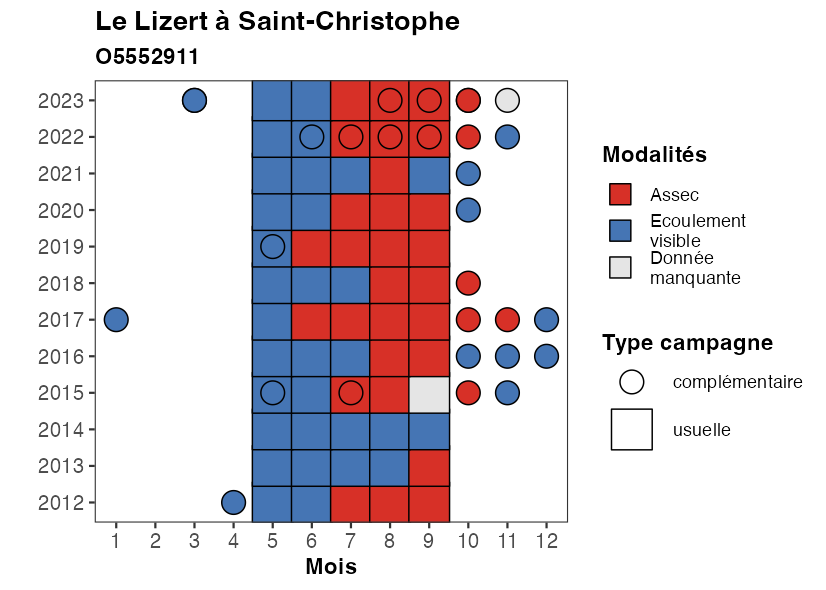 Le Lizert à Saint-Christophe
O5552911
2023
2022
2021
2020
2019
2018
2017
2016
2015
2014
2013
2012
1 2 3 4 5 6 7 8 9 10 11 12
Mois
Modalités
Assec
Ecoulement
visible
Donnée
manquante
Type campagne
complémentaire
usuelle